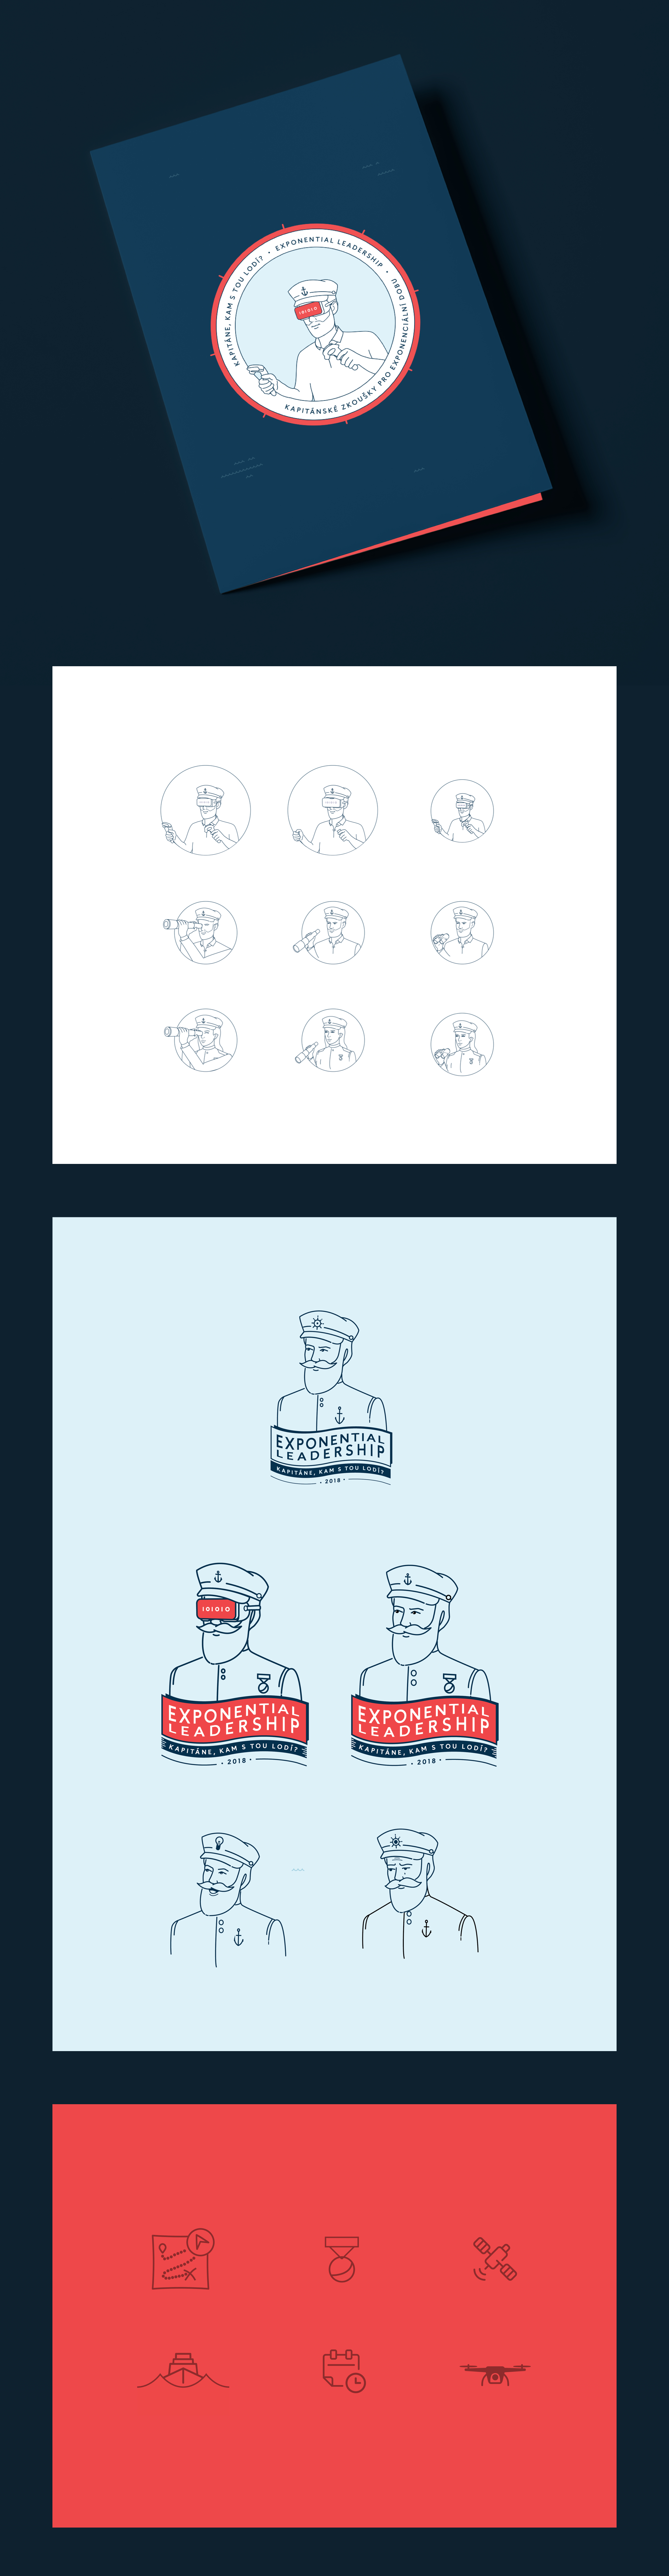 KAPITÁNE, KAM S TOU LODÍ? • EXPONENTIAL LEADERSHIP • KAPITÁNSKÉ ZKOUŠKY PRO EXPONENCIÁLNÍ DOBU
101010
EXPONENTIAL
LEADERSHIP
KAPITÁNE, KAM S TOU LODÍ?
• 2018 •
101010
EXPONENTIAL
LEADERSHIP
KAPITÁNE, KAM S TOU LODÍ?
• 2018 •
EXPONENTIAL
LEADERSHIP
KAPITÁNE, KAM S TOU LODÍ?
• 2018 •